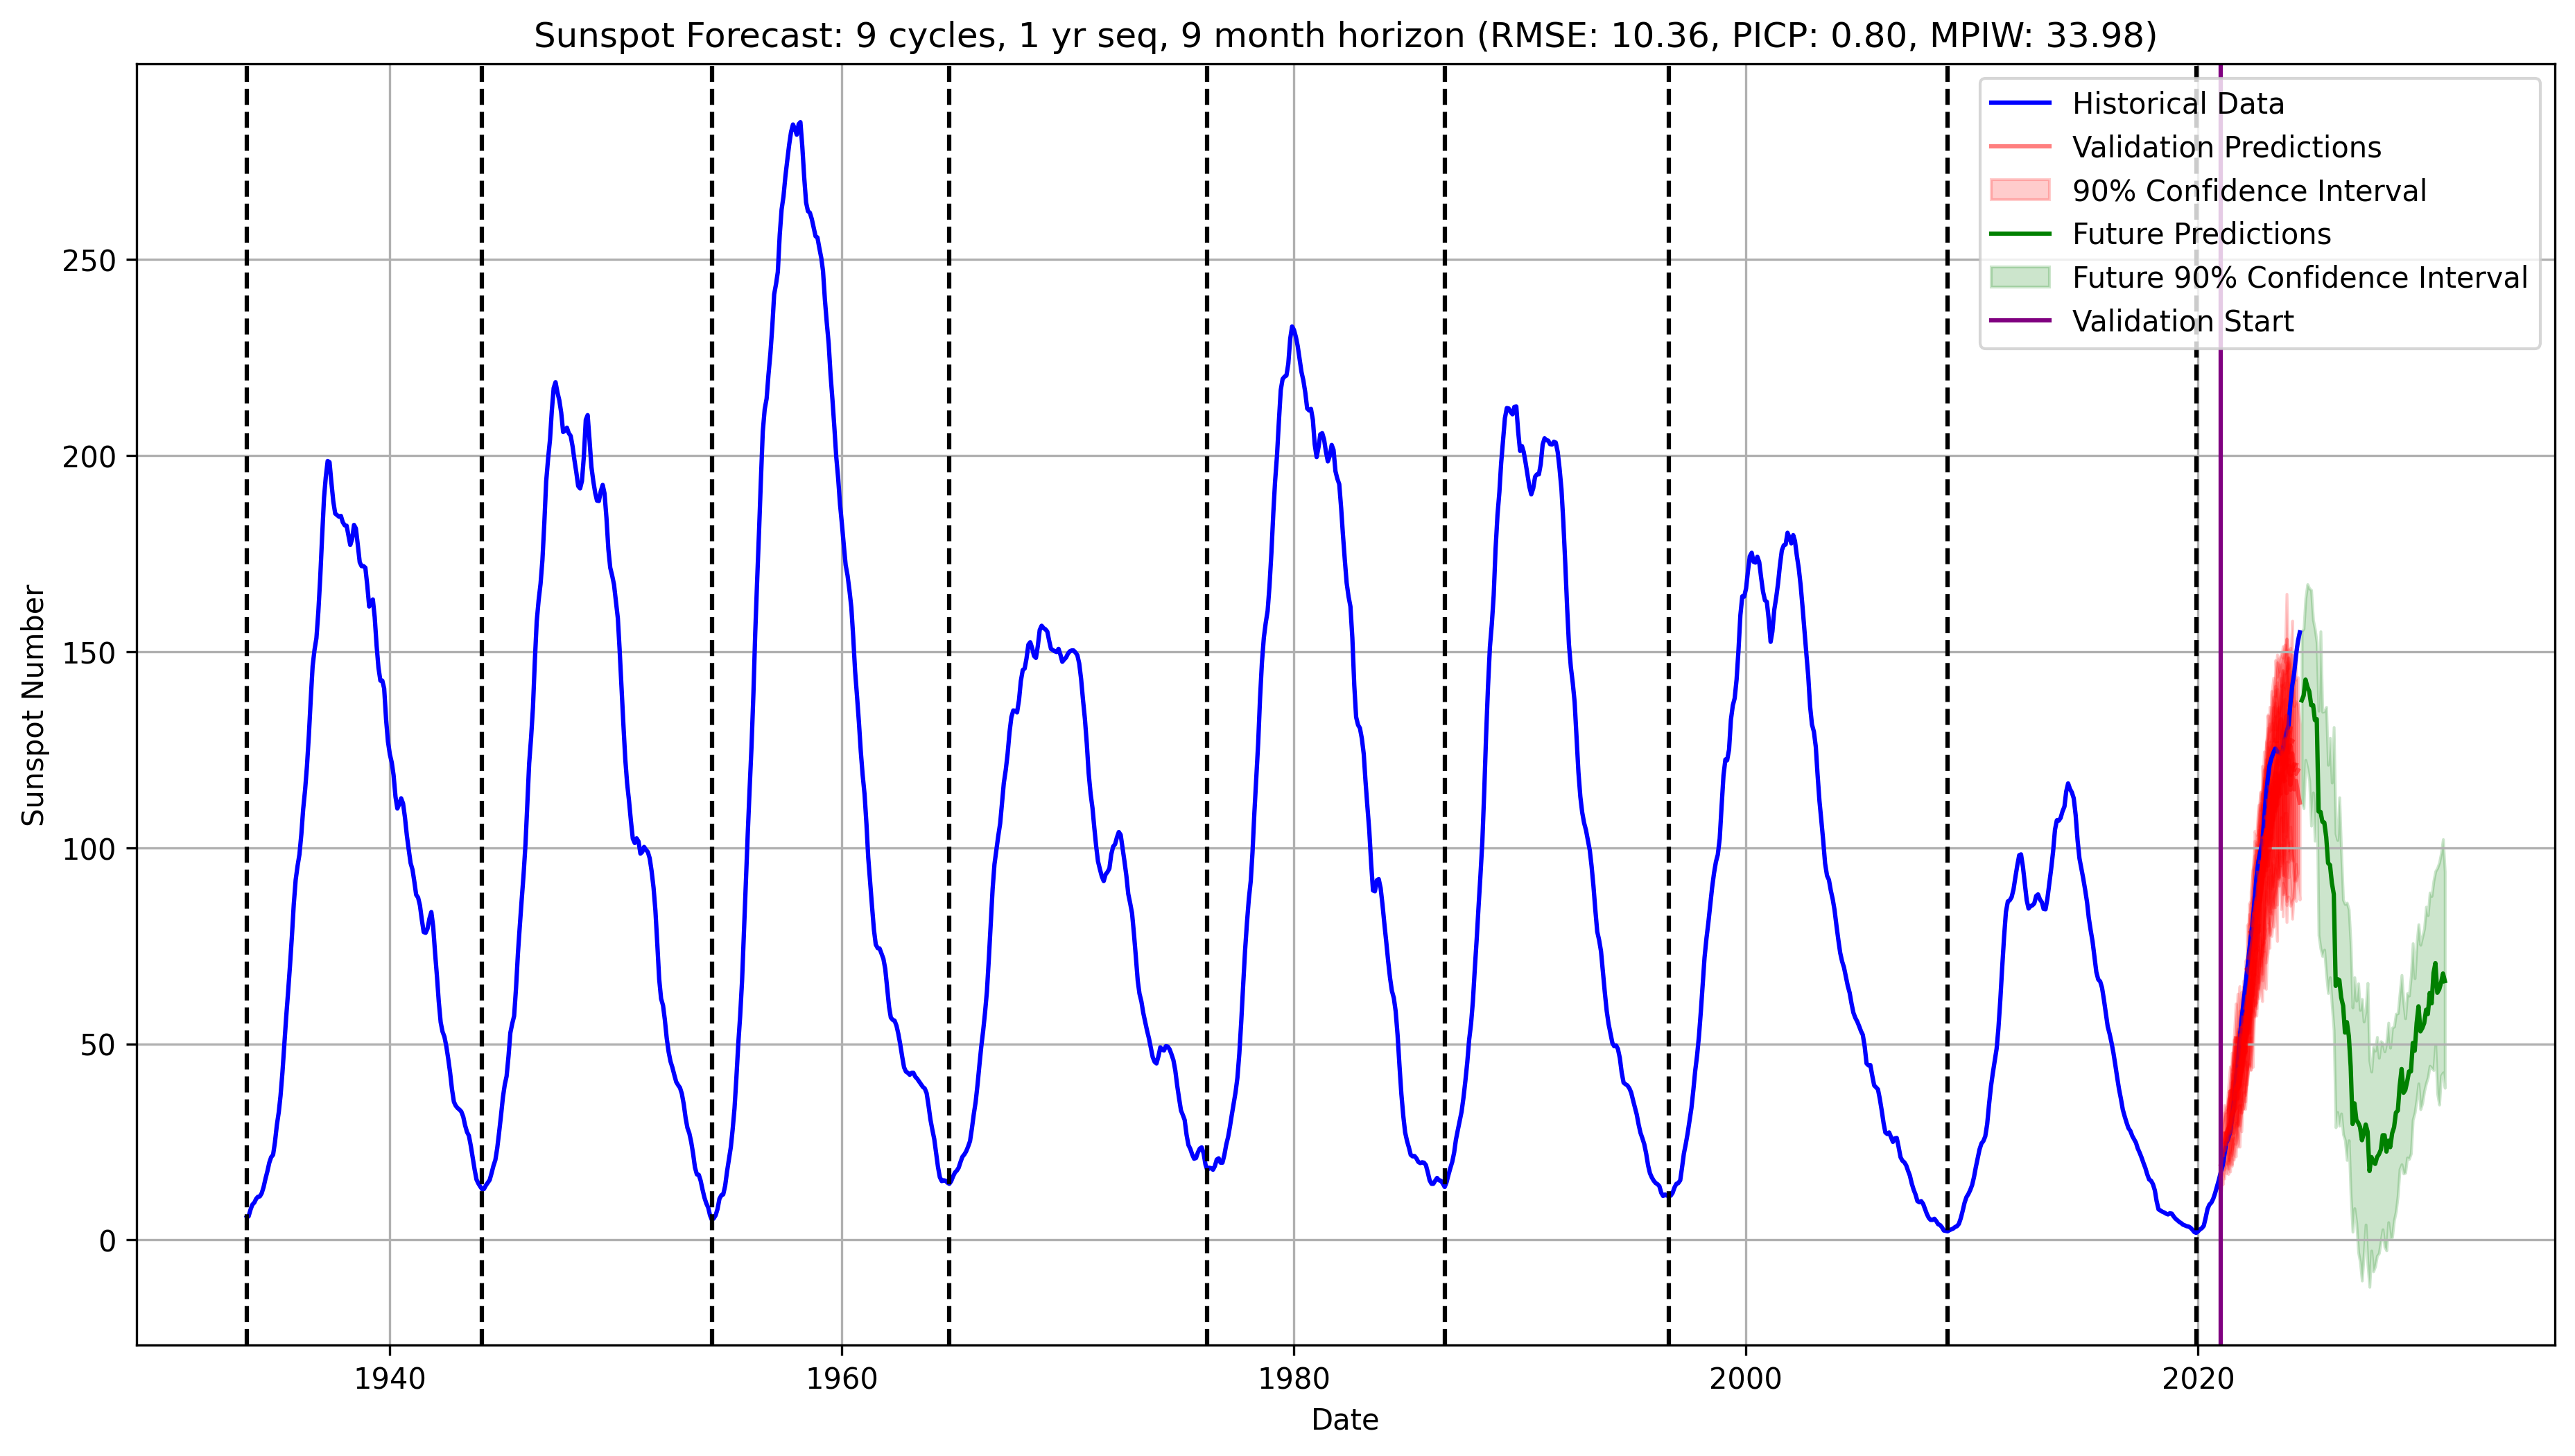 Sunspot Forecast: 9 cycles, 1 yr seq, 9 month horizon (RMSE: 10.36, PICP: 0.80, MPIW: 33.98)
Historical Data
Validation Predictions
90% Confidence Interval
Future Predictions
Future 90% Confidence Interval
Validation Start
Sunspot Number
250
200
150
100
50
0
1940
1960
1980
2000
2020
Date